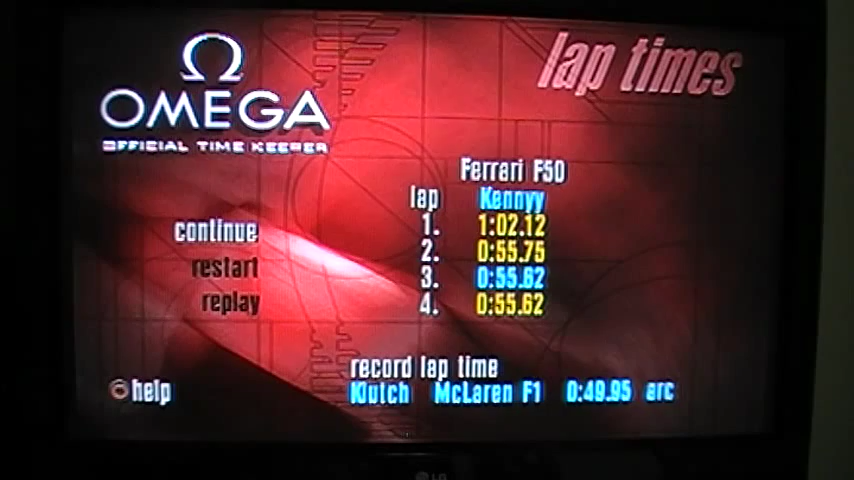 Ω
OMEGA
OFFICIAL TIME KEEPER
lap times
Ferrari F50
lap Kennyy
1. 1:02.12
2. 0:55.75
3. 0:55.62
4. 0:55.62
continue
restart
replay
record lap time
Klutch McLaren F1 0:49.95 arc
help
LG